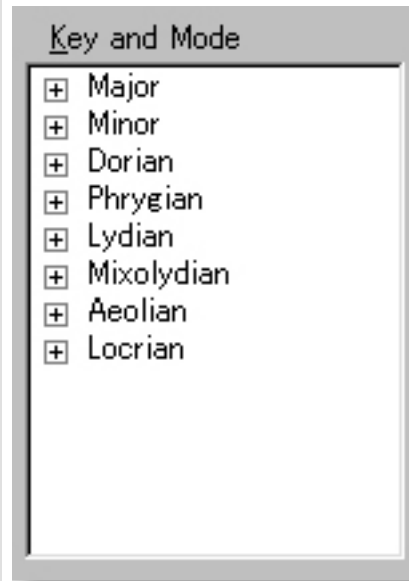 Key and Mode
Major
Minor
Dorian
Phrygian
Lydian
Mixolydian
Aeolian
Locrian